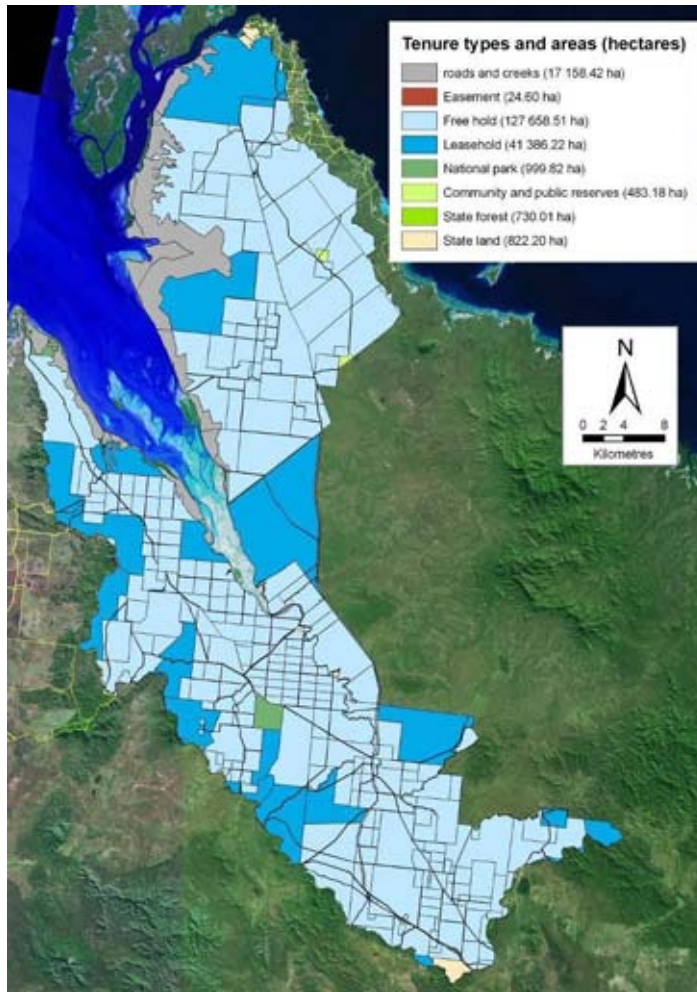 Tenure types and areas (hectares)
roads and creeks (17 158.42 ha)
Easement (24.60 ha)
Free hold (127 658.51 ha)
Leasehold (41 386.22 ha)
National park (999.82 ha)
Community and public reserves (483.18 ha)
State forest (730.01 ha)
State land (822.20 ha)
N
0 2 4 8
Kilometres